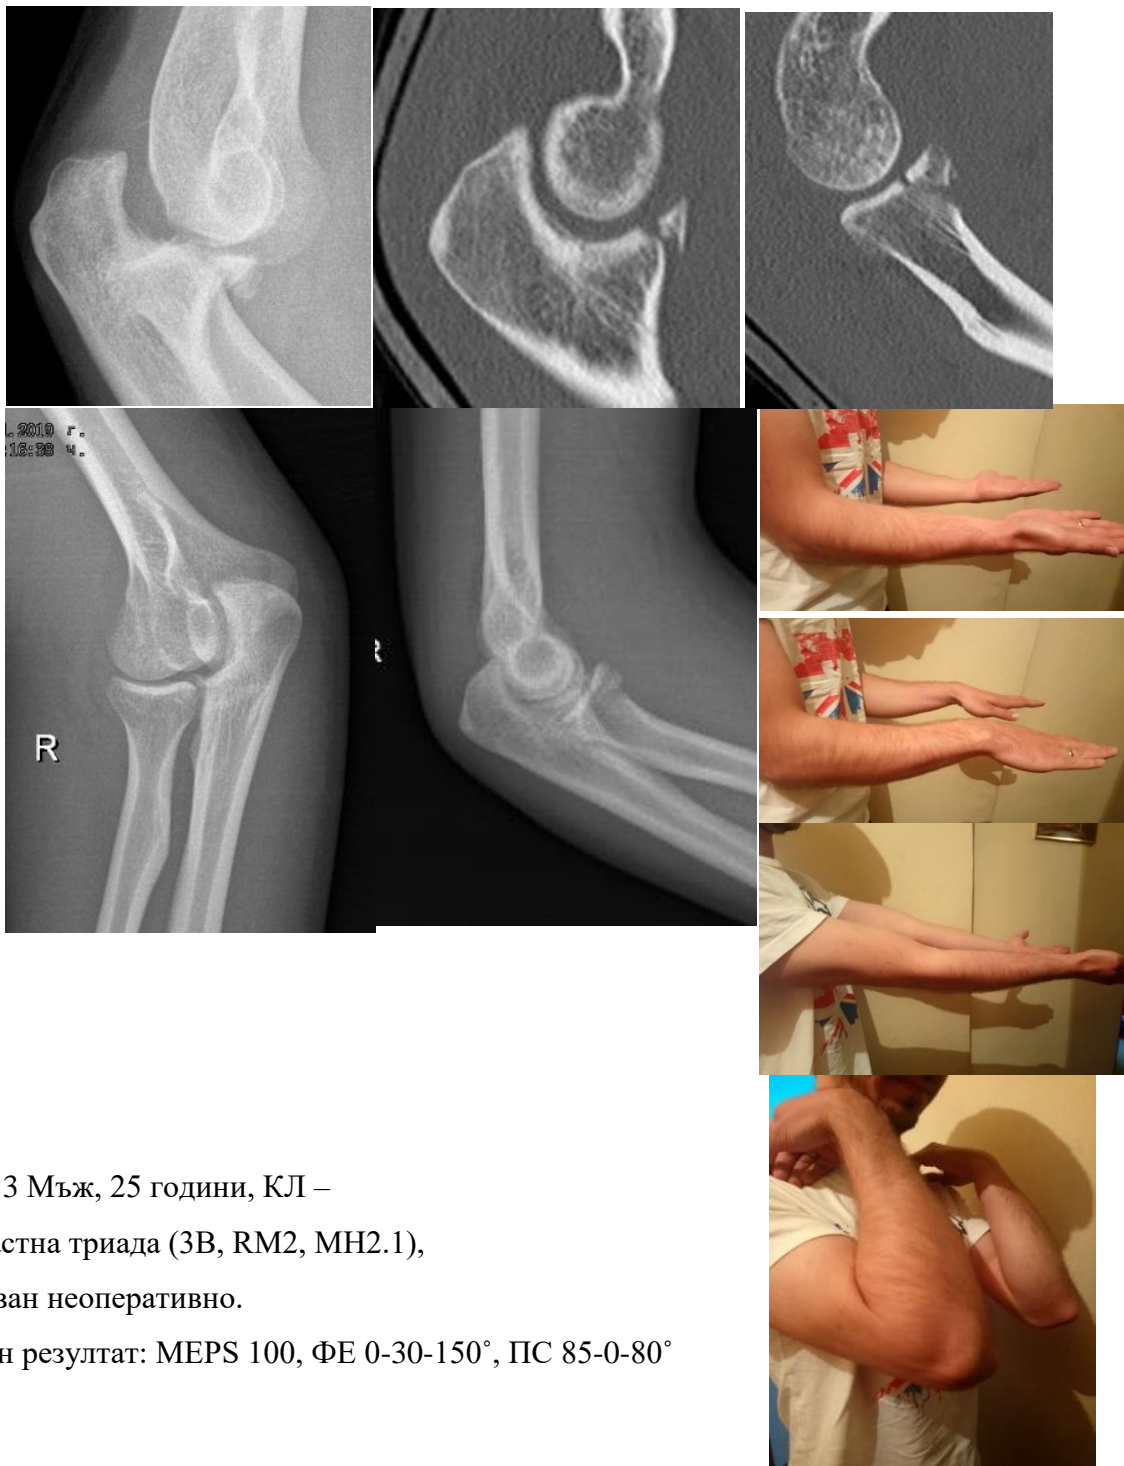 .2019 г.
:16:38 ч.
R
R
3 Мъж, 25 години, КЛ –
стна триада (3В, RM2, MH2.1),
ван неоперативно.
н резултат: MEPS 100, ФЕ 0-30-150˚, ПС 85-0-80˚